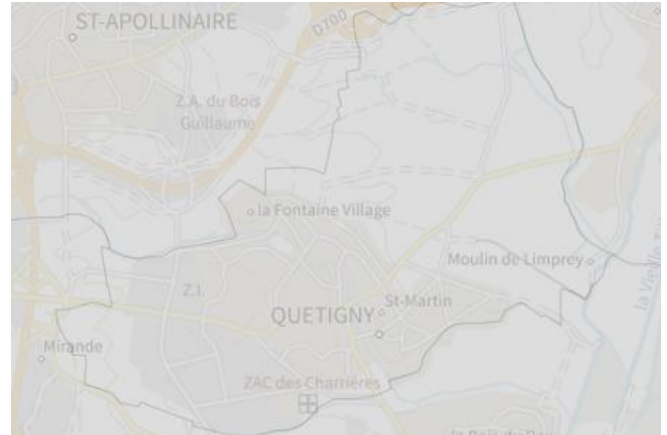 ST-APOLLINAIRE
D700
Z.A. du Bois
Guillaume
la Fontaine Village
Moulin de Limprey
Z.I.
St-Martin
QUETIGNY
Mirande
ZAC des Charrières